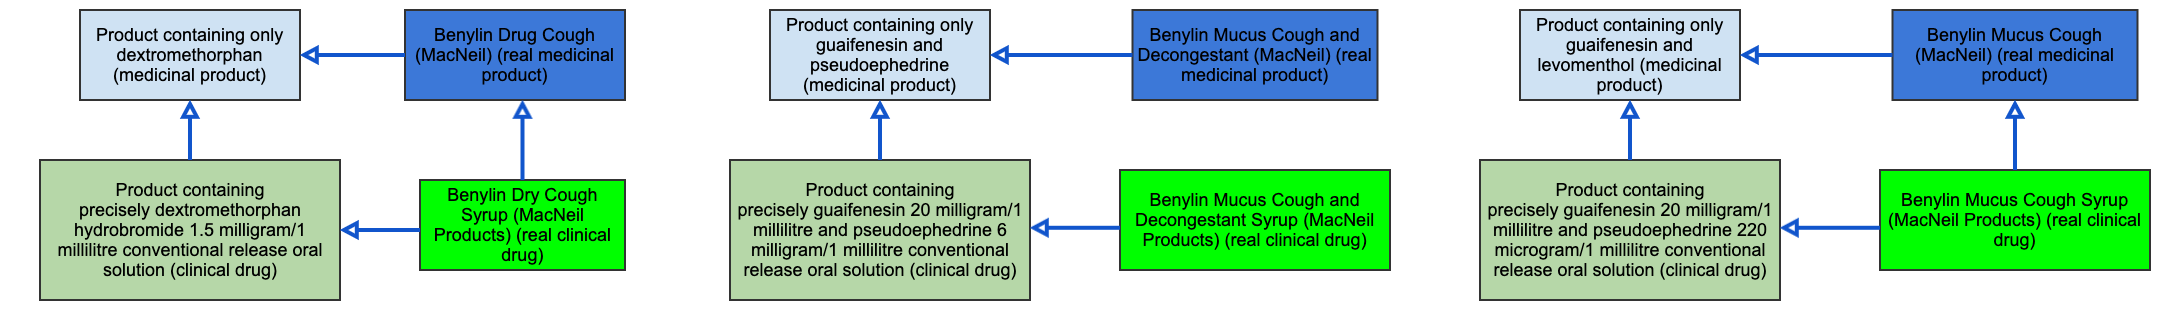 Product containing only
dextromethorphan
(medicinal product)
Benylin Drug Cough
(MacNeil) (real medicinal
product)
Product containing
precisely dextromethorphan
hydrobromide 1.5 milligram/1
millilitre conventional release oral
solution (clinical drug)
Benylin Dry Cough
Syrup (MacNeil
Products) (real clinical
drug)
Product containing only
guaifenesin and
pseudoephedrine
(medicinal product)
Benylin Mucus Cough and
Decongestant (MacNeil) (real
medicinal product)
Product containing
precisely guaifenesin 20 milligram/1
millilitre and pseudoephedrine 6
milligram/1 millilitre conventional
release oral solution (clinical drug)
Benylin Mucus Cough and
Decongestant Syrup (MacNeil
Products) (real clinical drug)
Product containing only
guaifenesin and
levomenthol (medicinal
product)
Benylin Mucus Cough
(MacNeil) (real medicinal
product)
Product containing
precisely guaifenesin 20 milligram/1
millilitre and pseudoephedrine 220
microgram/1 millilitre conventional
release oral solution (clinical drug)
Benylin Mucus Cough Syrup
(MacNeil Products) (real clinical
drug)